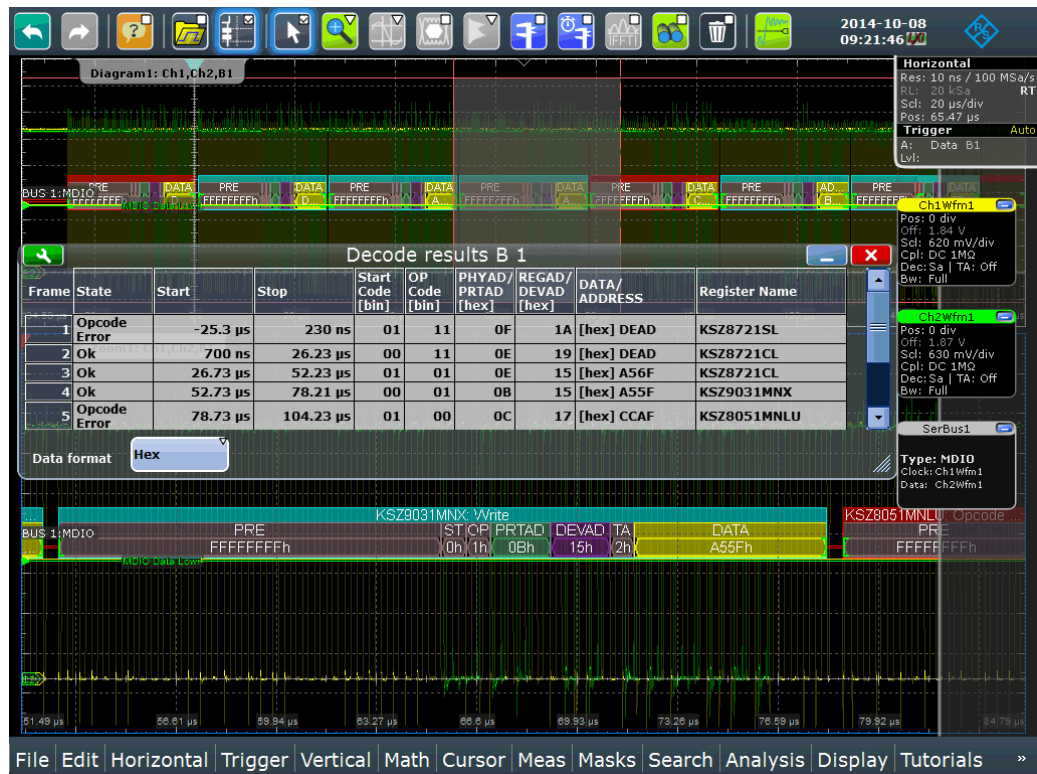 2014-10-08
09:21:46
Diagram1: Ch1,Ch2,B1
Horizontal
Res: 10 ns / 100 MSa/s
RL: 20 kSa RT
Scl: 20 µs/div
Pos: 65.47 µs
Trigger Auto
A: Data B1
Lvl:
BUS 1:MDIO
PRE DATA PRE DATA PRE DATA PRE DATA PRE DATA PRE AD... PRE DATA
FFFFFFFFh D... FFFFFFFFh A... A... C... FFFFFFFFh B...
Ch1Wfm1
Pos: 0 div
Off: 1.84 V
Scl: 620 mV/div
Cpl: DC 1MΩ
Dec: Sa | TA: Off
Bw: Full
Decode results B 1
Frame State Start Stop Start Code [bin] OP Code [bin] PHYAD/ PRTAD [hex] REGAD/ DEVAD [hex] DATA/ ADDRESS Register Name
1 Opcode Error -25.3 µs 230 ns 01 11 0F 1A [hex] DEAD KSZ8721SL
2 Ok 700 ns 26.23 µs 00 11 0E 19 [hex] DEAD KSZ8721CL
3 Ok 26.73 µs 52.23 µs 01 01 0E 15 [hex] A56F KSZ8721CL
4 Ok 52.73 µs 78.21 µs 00 01 0B 15 [hex] A55F KSZ9031MNX
5 Opcode Error 78.73 µs 104.23 µs 01 00 0C 17 [hex] CCAF KSZ8051MNLU
Data format Hex
Ch2Wfm1
Pos: 0 div
Off: 1.87 V
Scl: 630 mV/div
Cpl: DC 1MΩ
Dec: Sa | TA: Off
Bw: Full
SerBus1
Type: MDIO
Clock: Ch1Wfm1
Data: Ch2Wfm1
KSZ9031MNX: Write KSZ8051MNLU: Opcode ...
BUS 1:MDIO PRE ST OP PRTAD DEVAD TA DATA PRE
FFFFFFFFh 0h 1h 0Bh 15h 2h A55Fh FFFFFFFFh
61.49 µs 56.61 µs 59.94 µs 63.27 µs 66.6 µs 69.93 µs 73.26 µs 76.59 µs 79.92 µs 84.79 µs
File Edit Horizontal Trigger Vertical Math Cursor Meas Masks Search Analysis Display Tutorials »